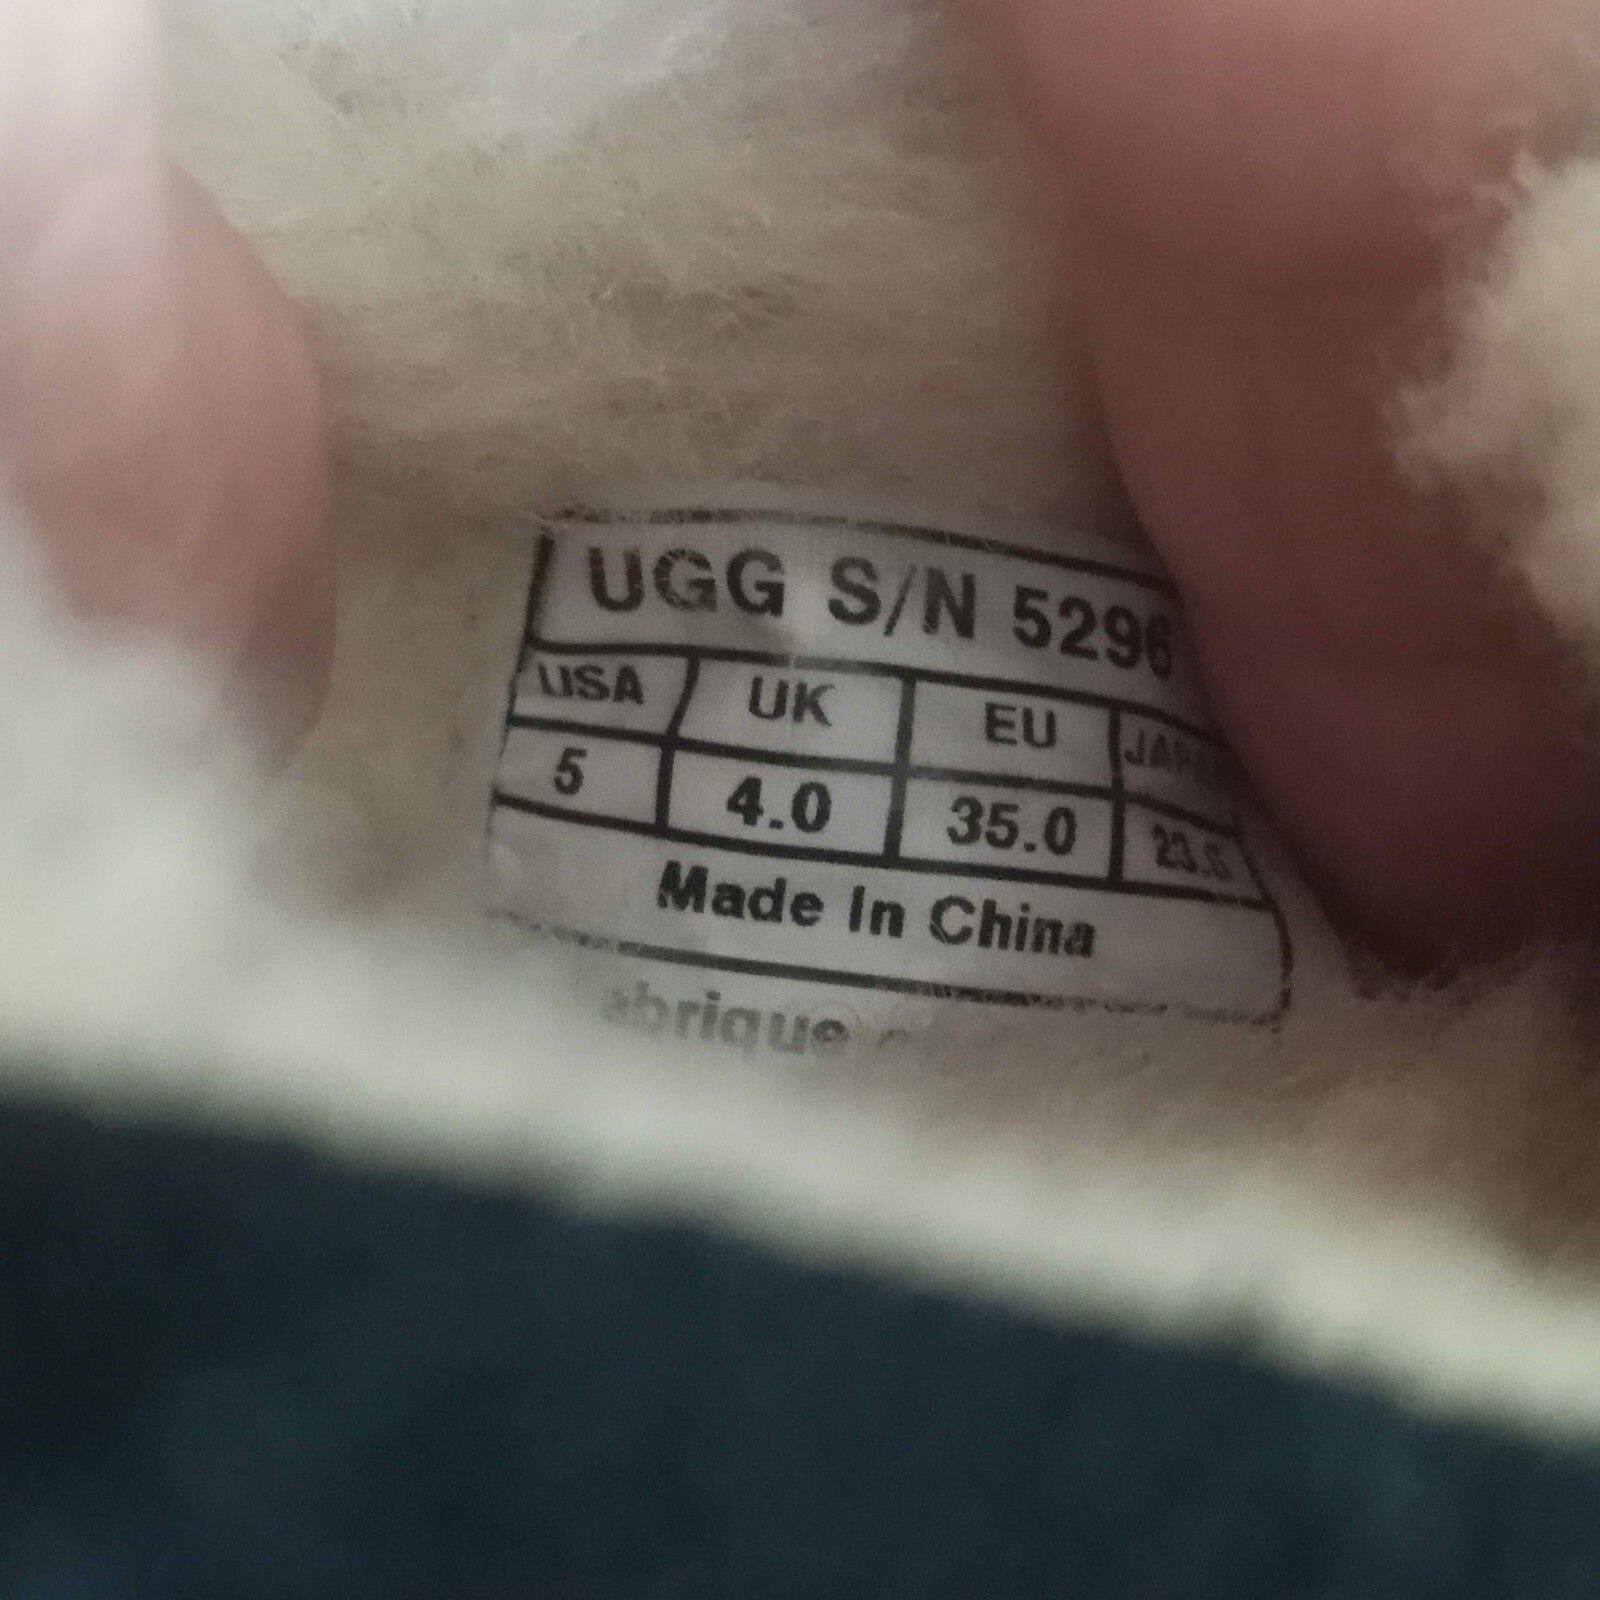 UGG S/N 5296
USA UK EU
5 4.0 35.0
Made In China